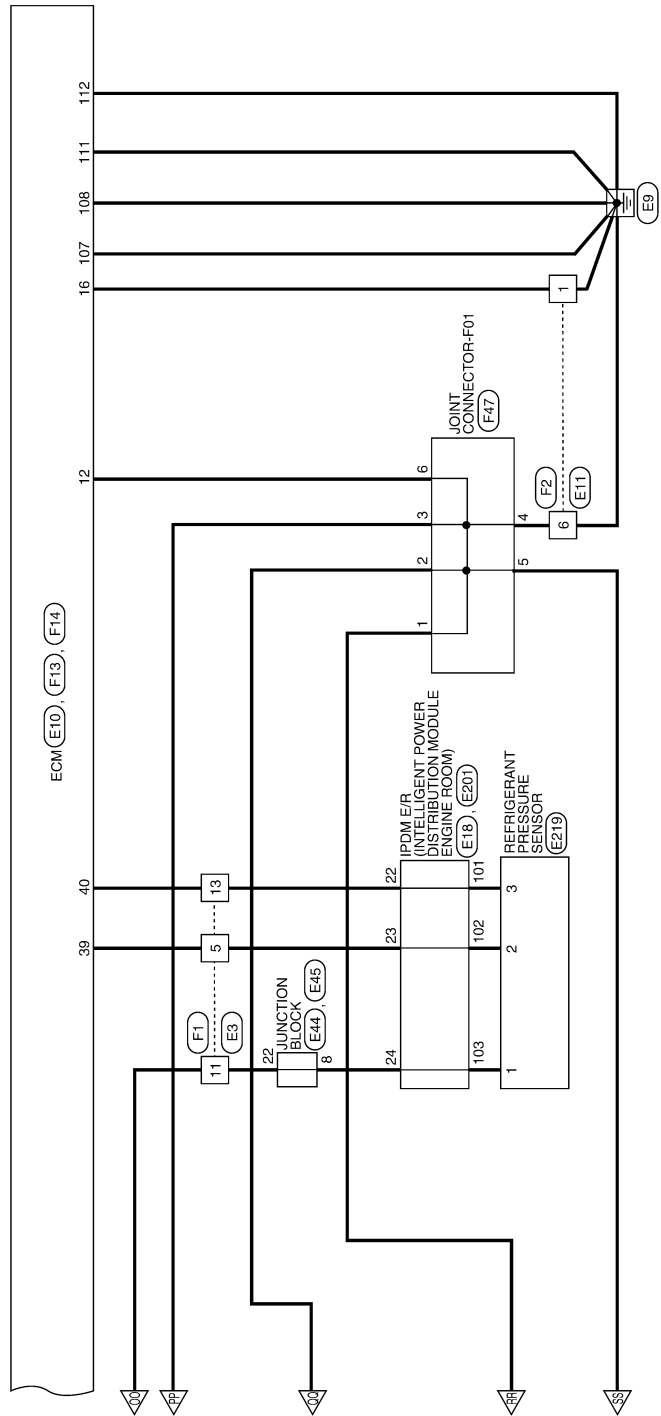 ECM E10 , F13 , F14
39
40
12
16
107
108
111
112
F1
E3
11
5
13
22
JUNCTION
BLOCK
E44 , E45
8
24
23
22
IPDM E/R
(INTELLIGENT POWER
DISTRIBUTION MODULE
ENGINE ROOM)
E18 , E201
103
102
101
1
2
3
REFRIGERANT
PRESSURE
SENSOR
E219
1
2
3
6
JOINT
CONNECTOR-F01
F47
5
4
F2
E11
6
1
E9
OO
PP
QQ
RR
SS